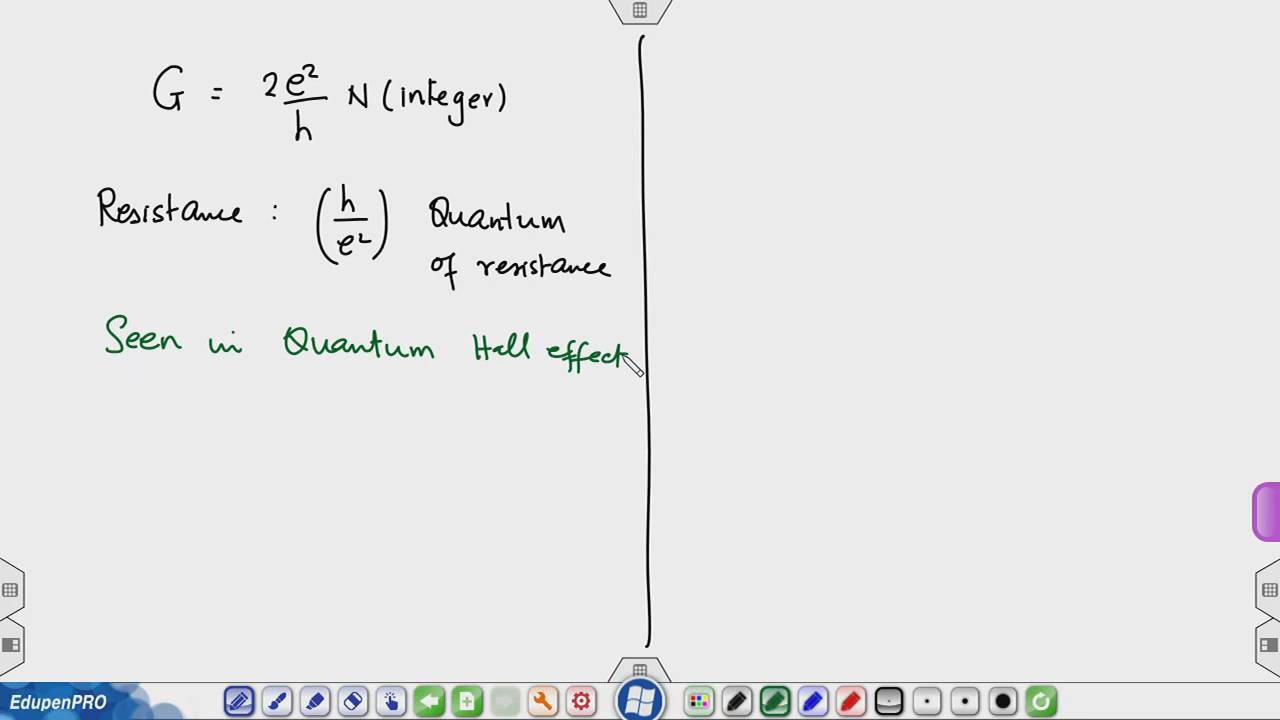 G = 2e²/h N (integer)
Resistance : (h/e²) Quantum
of resistance
Seen in Quantum Hall effect
EdupenPRO